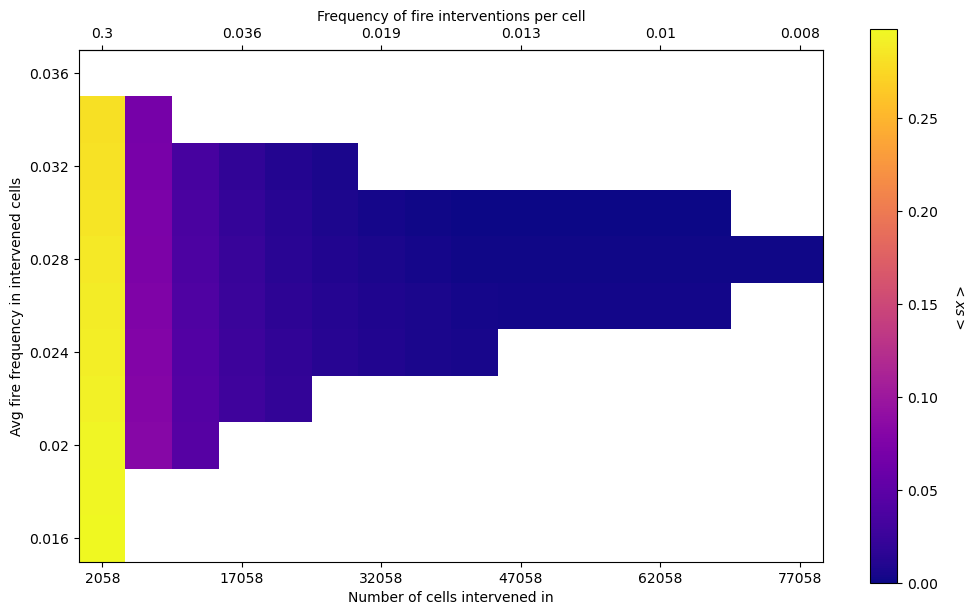 Frequency of fire interventions per cell
0.3 0.036 0.019 0.013 0.01 0.008
0.036
0.032
0.028
0.024
0.02
0.016
Avg fire frequency in intervened cells
2058 17058 32058 47058 62058 77058
Number of cells intervened in
0.25
0.20
0.15
0.10
0.05
0.00
< sx >